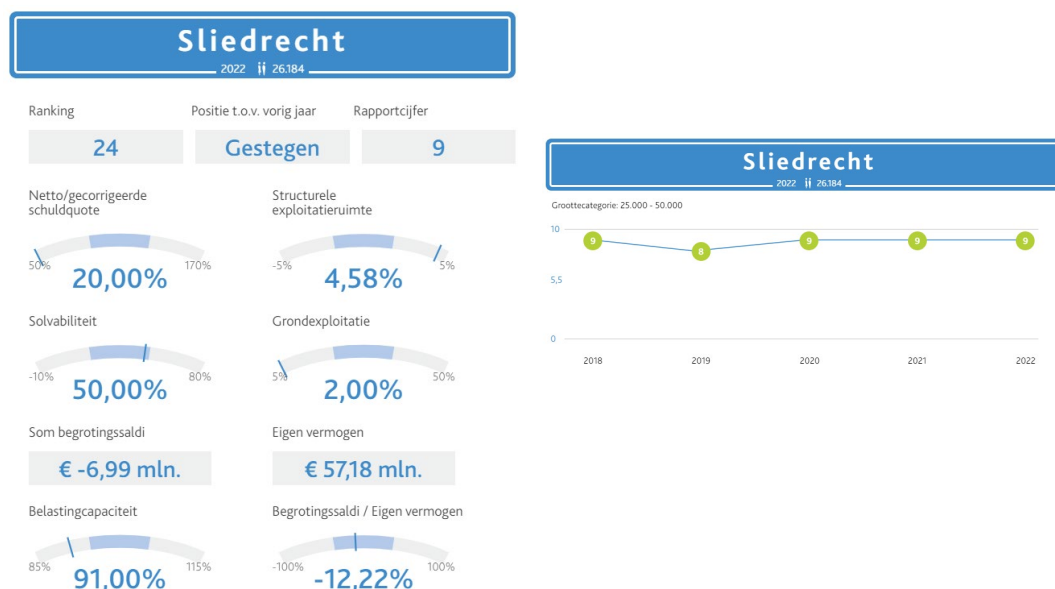 Sliedrecht
2022 26.184
Ranking
Positie t.o.v. vorig jaar
Rapportcijfer
24
Gestegen
9
Netto/gecorrigeerde
schuldquote
Structurele
exploitatieruimte
50%
170%
20,00%
-5%
5%
4,58%
Solvabiliteit
Grondexploitatie
-10%
80%
50,00%
5%
50%
2,00%
Som begrotingssaldi
Eigen vermogen
€ -6,99 mln.
€ 57,18 mln.
Belastingcapaciteit
Begrotingssaldi / Eigen vermogen
85%
115%
91,00%
-100%
100%
-12,22%
Sliedrecht
2022 26.184
Groottecategorie: 25.000 - 50.000
10
9
8
9
9
9
5,5
0
2018
2019
2020
2021
2022